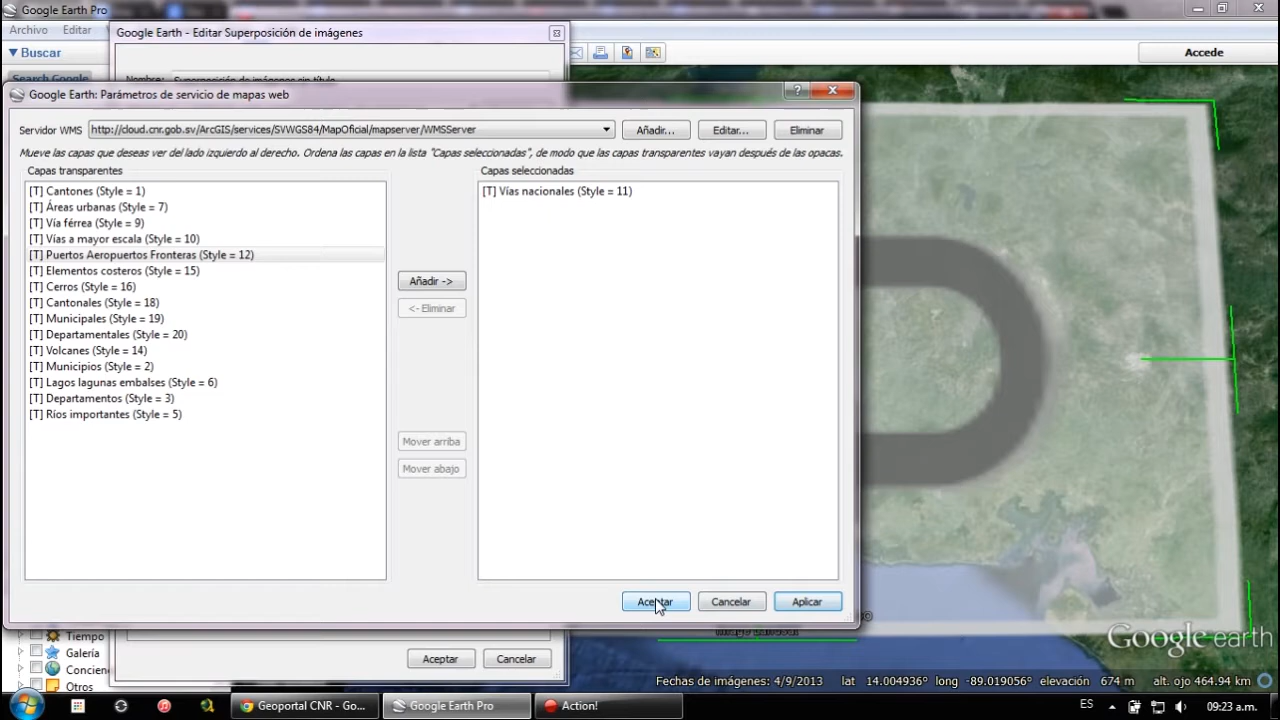 Google Earth Pro
Archivo Editar
Google Earth - Editar Superposición de imágenes
Buscar
Search Google
Accede
Nombre: Superposición de imágenes sin título
Google Earth: Parámetros de servicio de mapas web
Servidor WMS http://cloud.cnr.gob.sv/ArcGIS/services/SVWGS84/MapOficial/mapserver/WMSServer Añadir... Editar... Eliminar
Mueve las capas que deseas ver del lado izquierdo al derecho. Ordena las capas en la lista "Capas seleccionadas", de modo que las capas transparentes vayan después de las opacas.
Capas transparentes
[T] Cantones (Style = 1)
[T] Áreas urbanas (Style = 7)
[T] Vía férrea (Style = 9)
[T] Vías a mayor escala (Style = 10)
[T] Puertos Aeropuertos Fronteras (Style = 12)
[T] Elementos costeros (Style = 15)
[T] Cerros (Style = 16)
[T] Cantonales (Style = 18)
[T] Municipales (Style = 19)
[T] Departamentales (Style = 20)
[T] Volcanes (Style = 14)
[T] Municipios (Style = 2)
[T] Lagos lagunas embalses (Style = 6)
[T] Departamentos (Style = 3)
[T] Ríos importantes (Style = 5)
Añadir ->
<- Eliminar
Mover arriba
Mover abajo
Capas seleccionadas
[T] Vías nacionales (Style = 11)
Aceptar Cancelar Aplicar
Tiempo
Galería
Concien
Otros
Aceptar Cancelar
Google earth
Fechas de imágenes: 4/9/2013 lat 14.004936° long -89.019056° elevación 674 m alt. ojo 464.94 km
Geoportal CNR - Go... Google Earth Pro Action! ES 09:23 a.m.